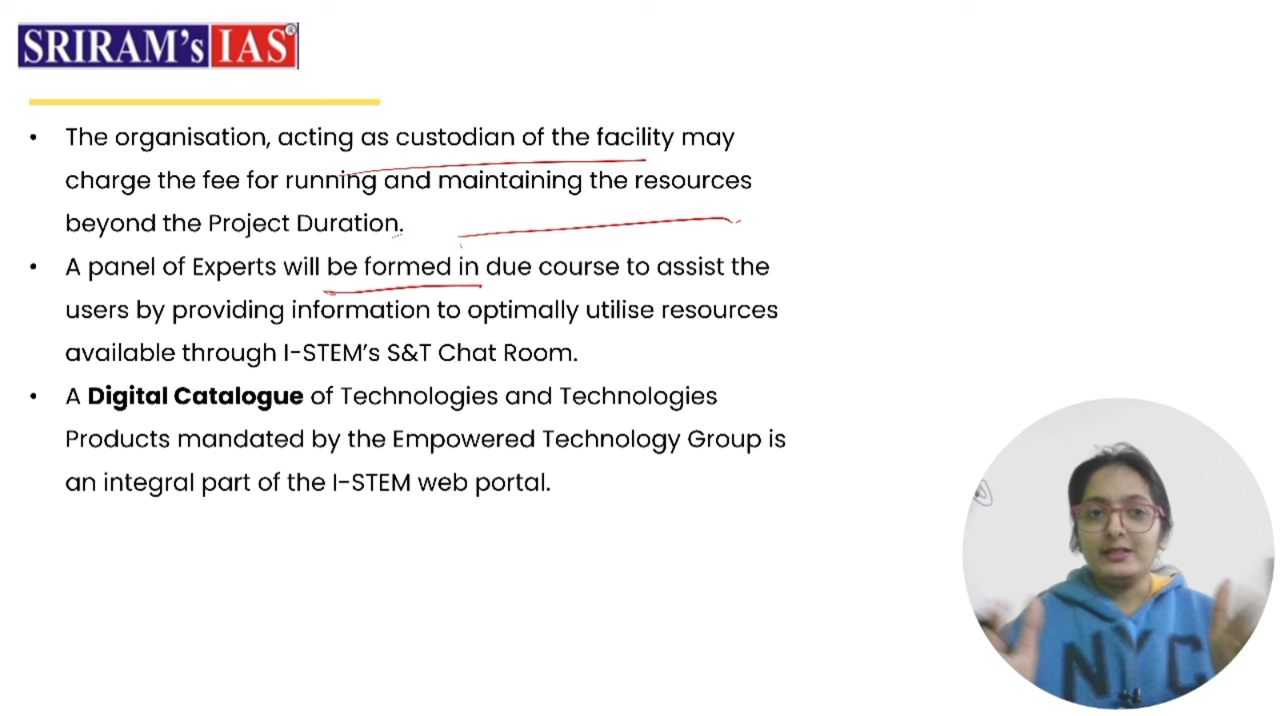 SRIRAM's IAS®
• The organisation, acting as custodian of the facility may
charge the fee for running and maintaining the resources
beyond the Project Duration.
• A panel of Experts will be formed in due course to assist the
users by providing information to optimally utilise resources
available through I-STEM's S&T Chat Room.
• A Digital Catalogue of Technologies and Technologies
Products mandated by the Empowered Technology Group is
an integral part of the I-STEM web portal.
NYC